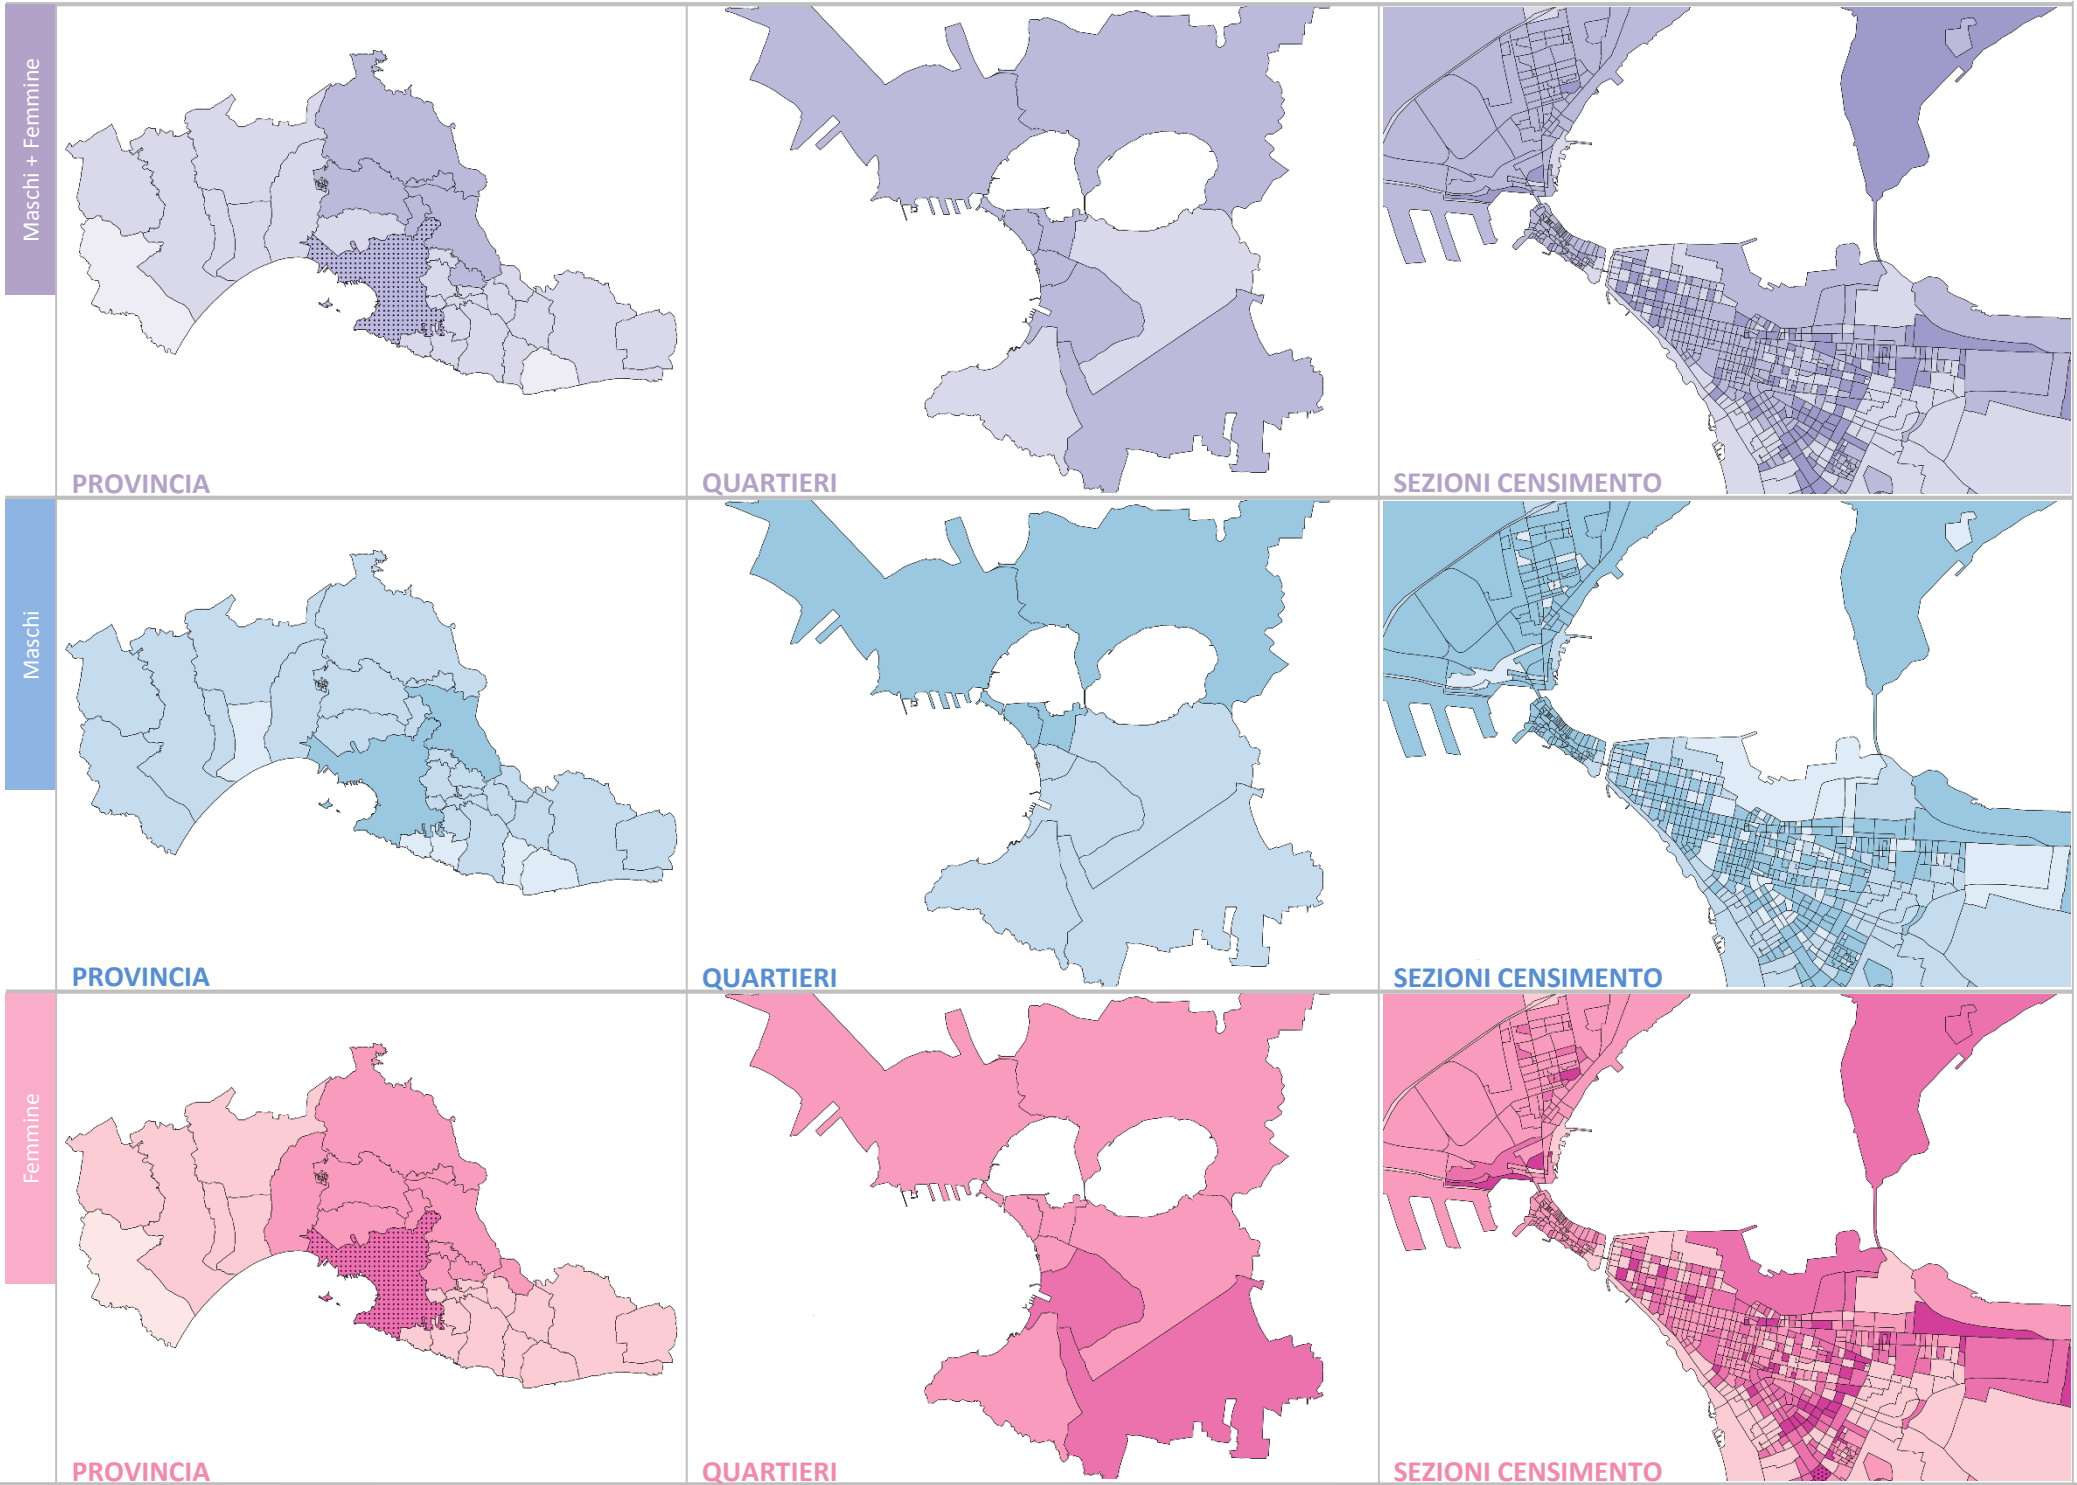 Maschi + Femmine
PROVINCIA
QUARTIERI
SEZIONI CENSIMENTO
Maschi
PROVINCIA
QUARTIERI
SEZIONI CENSIMENTO
Femmine
PROVINCIA
QUARTIERI
SEZIONI CENSIMENTO